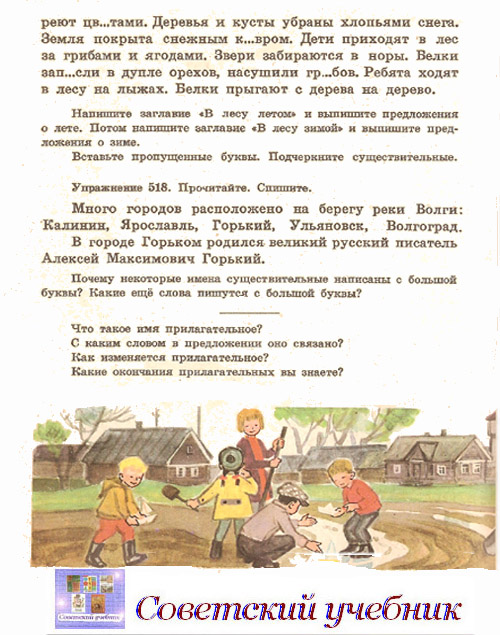 реют цв...тами. Деревья и кусты убраны хлопьями снега.
Земля покрыта снежным к...вром. Дети приходят в лес
за грибами и ягодами. Звери забираются в норы. Белки
зап...сли в дупле орехов, насушили гр...бов. Ребята ходят
в лесу на лыжах. Белки прыгают с дерева на дерево.
Напишите заглавие «В лесу летом» и выпишите предложения
о лете. Потом напишите заглавие «В лесу зимой» и выпишите пред-
ложения о зиме.
Вставьте пропущенные буквы. Подчеркните существительные.
Упражнение 518. Прочитайте. Спишите.
Много городов расположено на берегу реки Волги:
Калинин, Ярославль, Горький, Ульяновск, Волгоград.
В городе Горьком родился великий русский писатель
Алексей Максимович Горький.
Почему некоторые имена существительные написаны с большой
буквы? Какие ещё слова пишутся с большой буквы?
Что такое имя прилагательное?
С каким словом в предложении оно связано?
Как изменяется прилагательное?
Какие окончания прилагательных вы знаете?
Советский учебник
Советский учебник